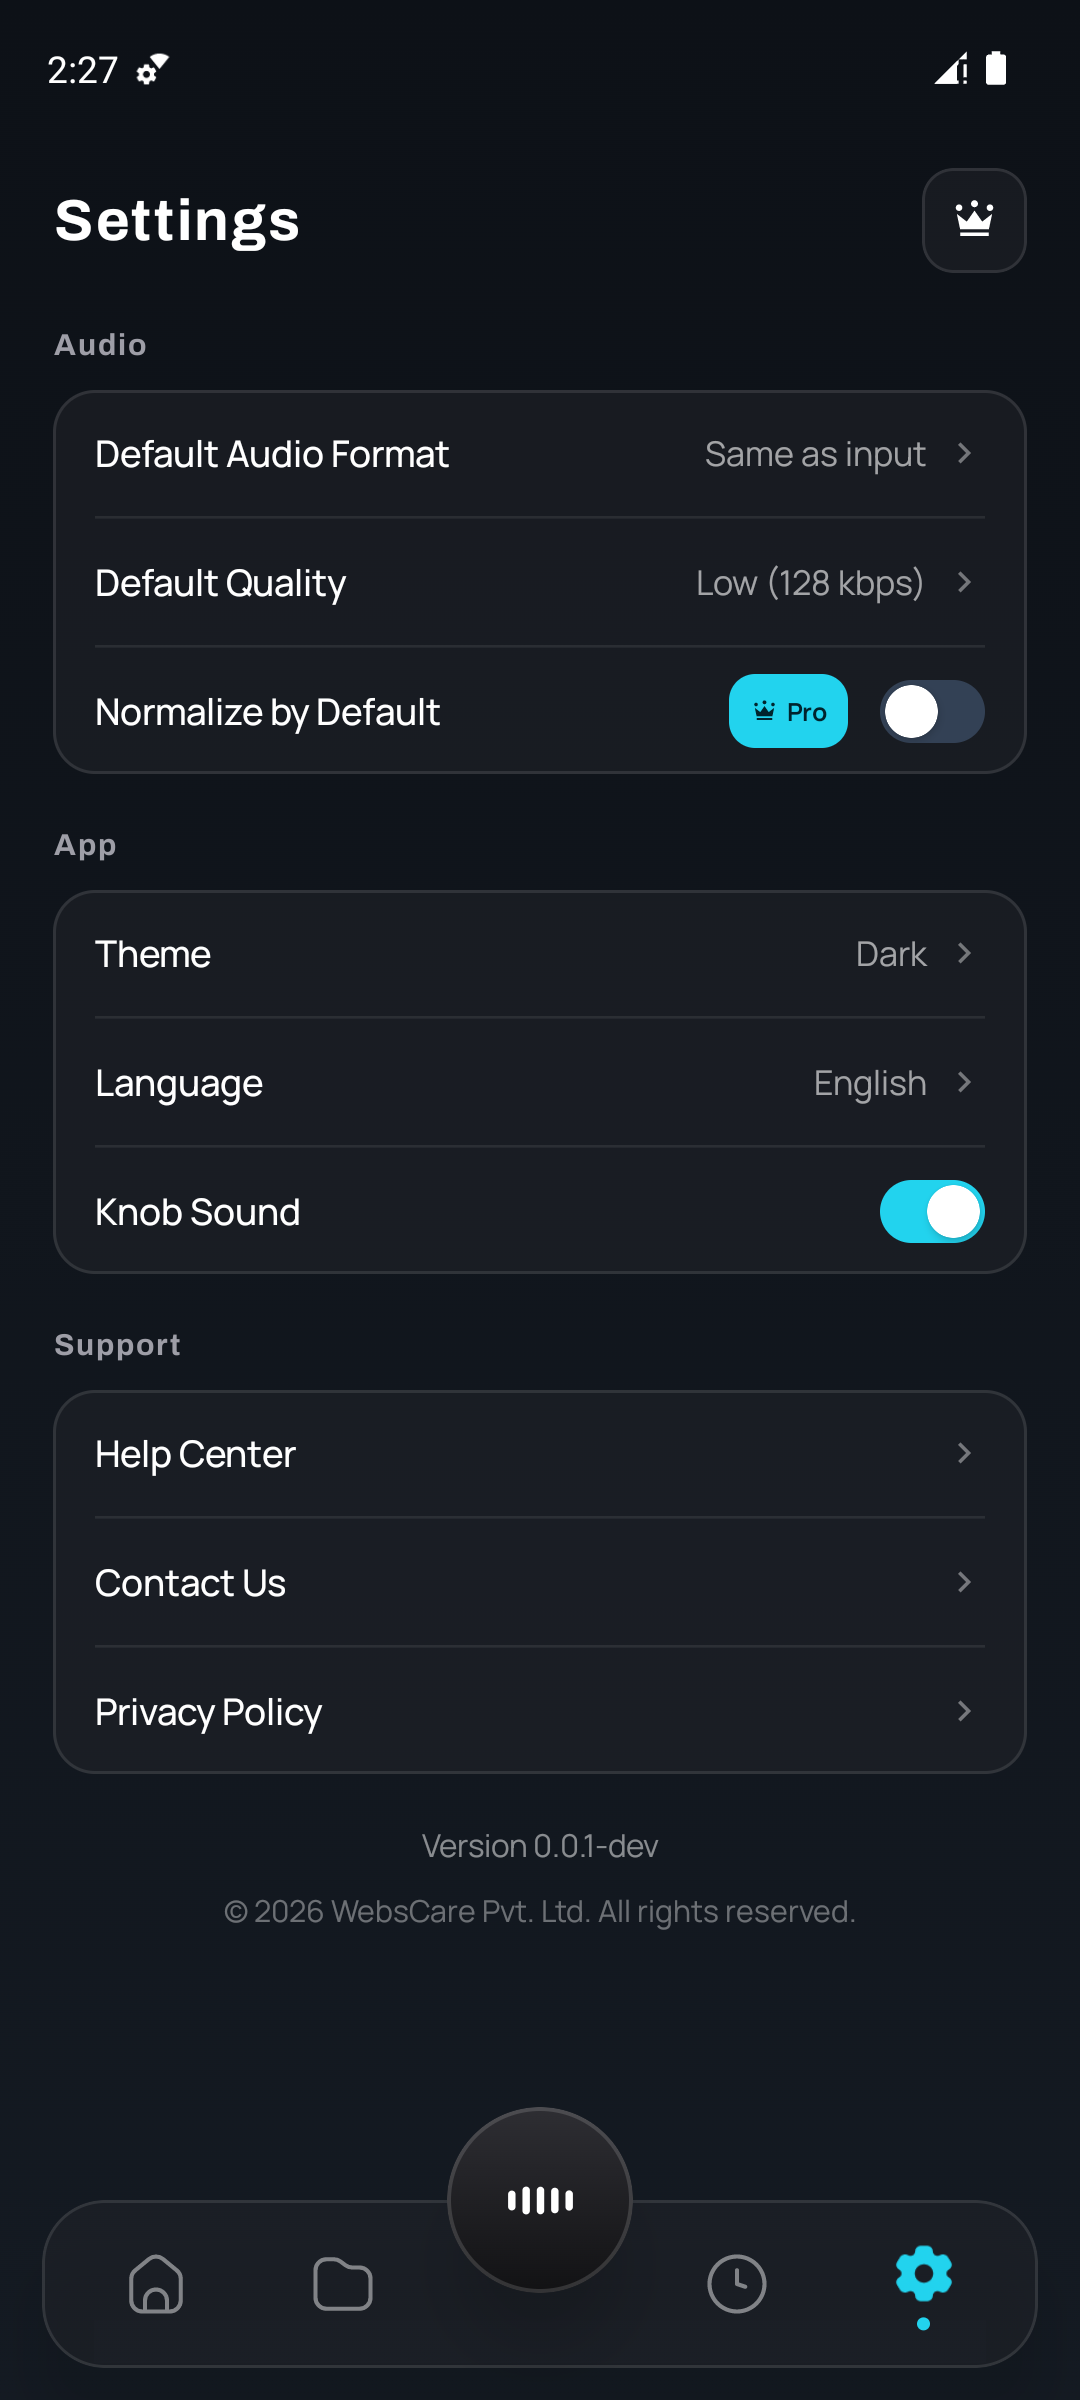 2:27
Settings
Audio
Default Audio Format Same as input
Default Quality Low (128 kbps)
Normalize by Default Pro
App
Theme Dark
Language English
Knob Sound
Support
Help Center
Contact Us
Privacy Policy
Version 0.0.1-dev
© 2026 WebsCare Pvt. Ltd. All rights reserved.